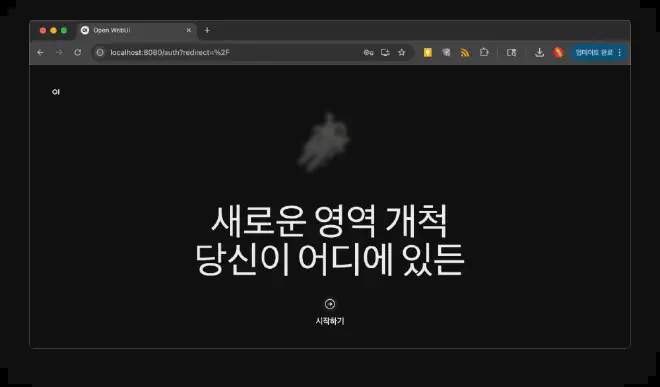 Open WebUI
localhost:8080/auth?redirect=%2F
업데이트 완료
OI
새로운 영역 개척
당신이 어디에 있든
시작하기